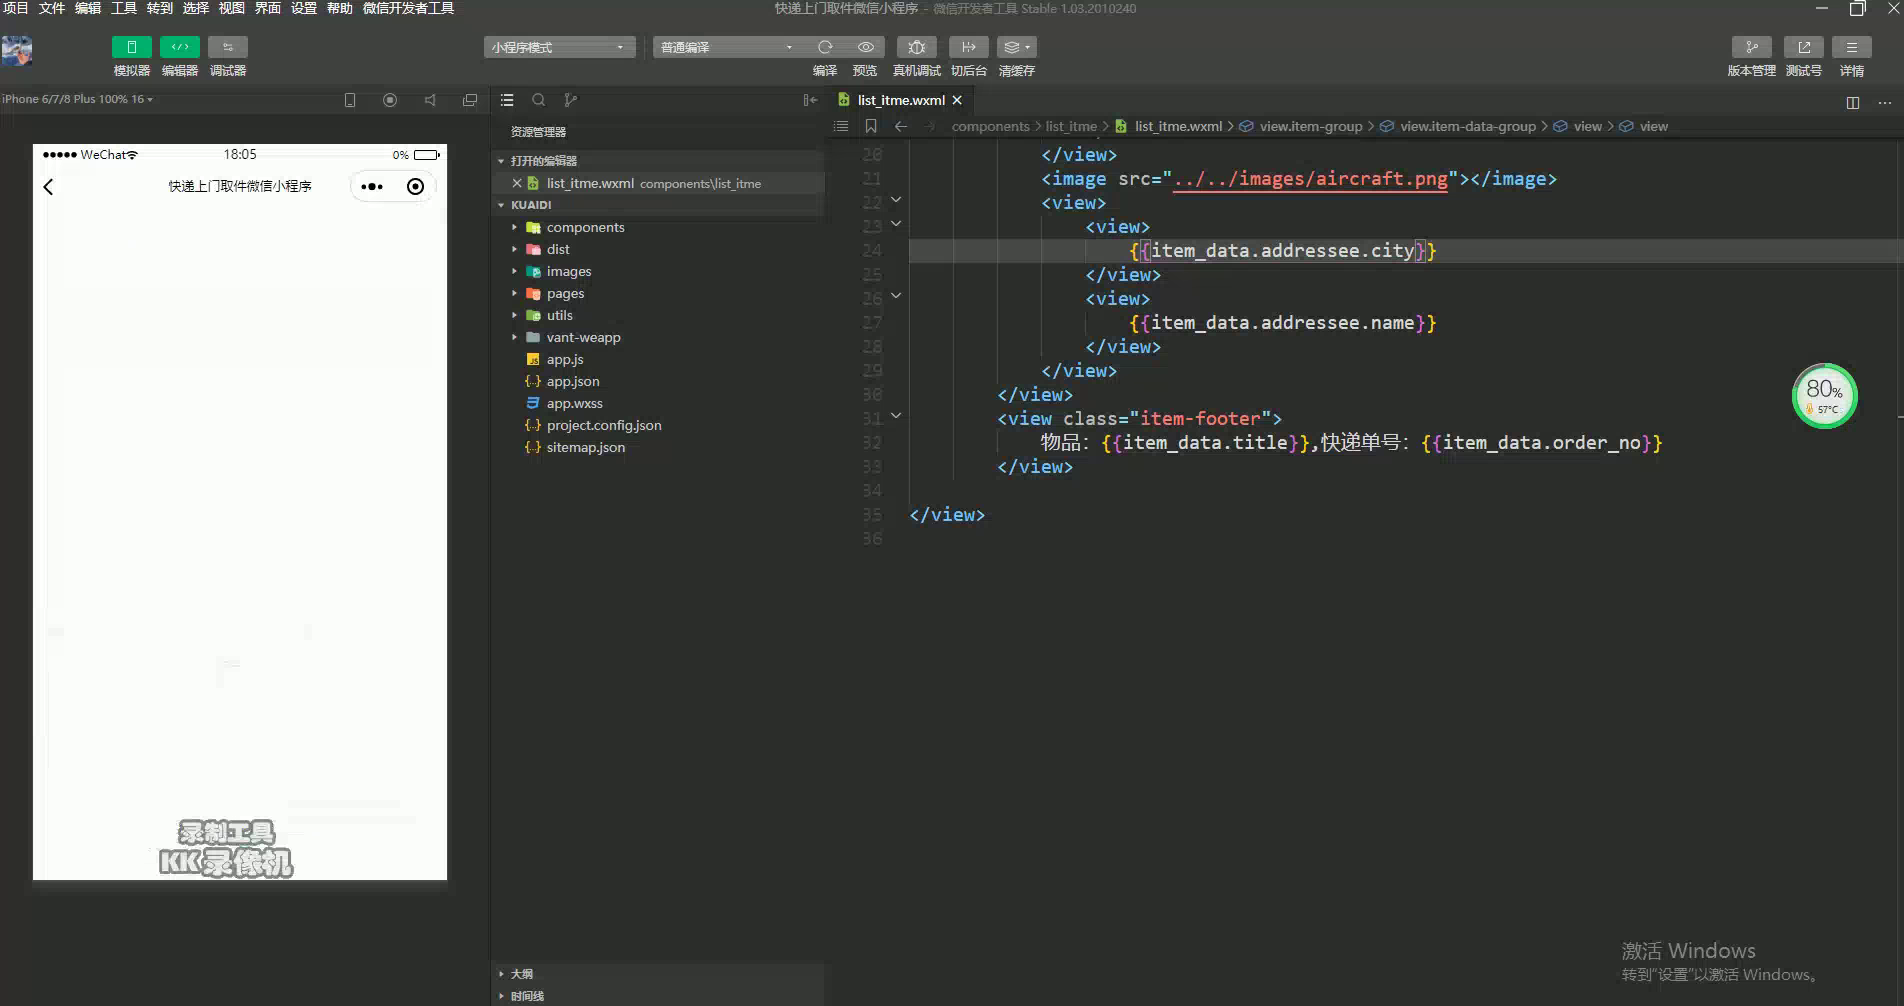 项目 文件 编辑 工具 转到 选择 视图 界面 设置 帮助 微信开发者工具
快递上门取件微信小程序 - 微信开发者工具 Stable 1.03.2010240
小程序模式
普通编译
模拟器 编辑器 调试器
编译 预览 真机调试 切后台 清缓存
版本管理 测试号 详情
iPhone 6/7/8 Plus 100% 16
WeChat
18:05
0%
快递上门取件微信小程序
录制工具
KK录像机
资源管理器
打开的编辑器
list_itme.wxml components\list_itme
KUAIDI
components
dist
images
pages
utils
vant-weapp
app.js
app.json
app.wxss
project.config.json
sitemap.json
大纲
时间线
list_itme.wxml
components > list_itme > list_itme.wxml > view.item-group > view.item-data-group > view > view
20 </view>
21 <image src="../../images/aircraft.png"></image>
22 <view>
23 <view>
24 {{item_data.addressee.city}}
25 </view>
26 <view>
27 {{item_data.addressee.name}}
28 </view>
29 </view>
30 </view>
31 <view class="item-footer">
32 物品：{{item_data.title}},快递单号：{{item_data.order_no}}
33 </view>
34
35 </view>
36
80%
57°C
激活 Windows
转到"设置"以激活 Windows。